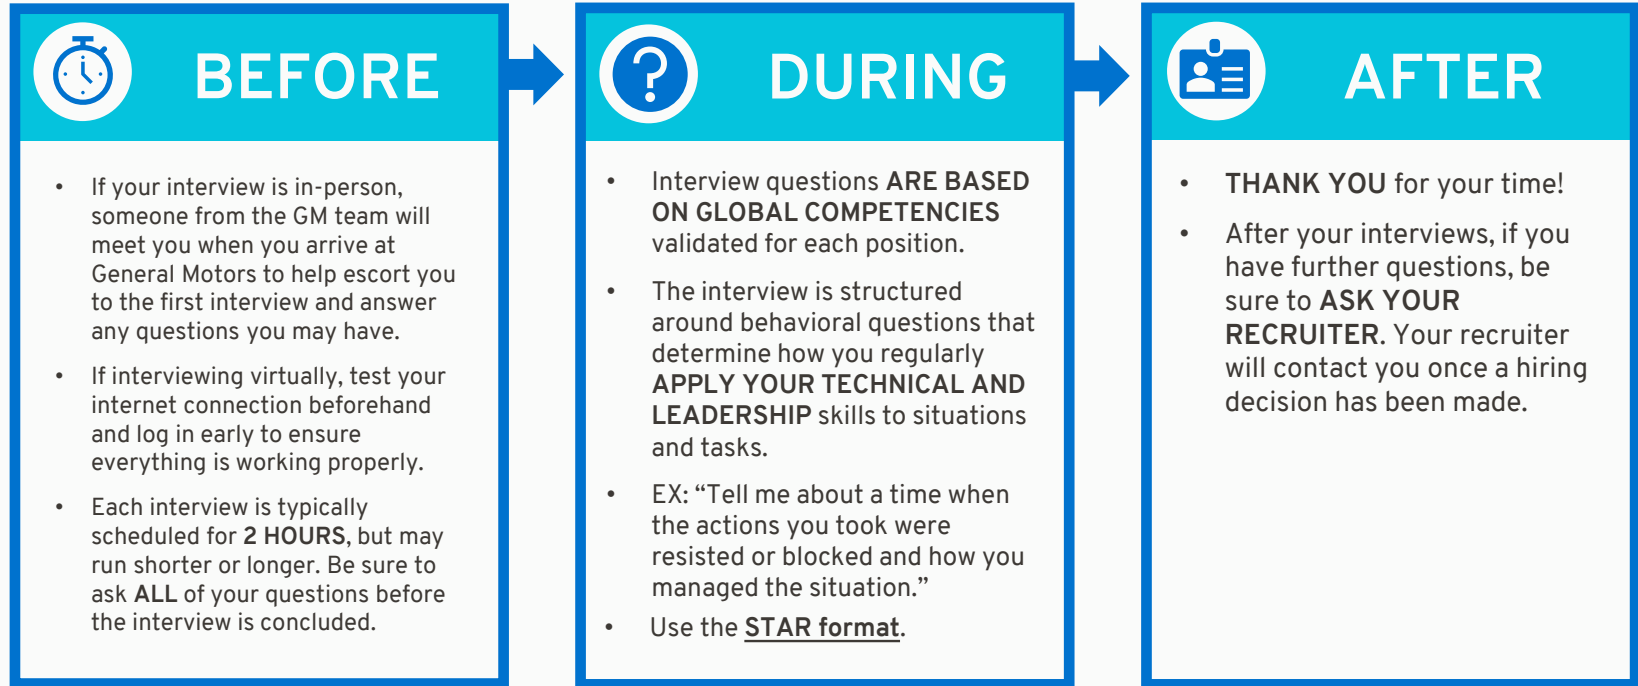 BEFORE
• If your interview is in-person,
someone from the GM team will
meet you when you arrive at
General Motors to help escort you
to the first interview and answer
any questions you may have.
• If interviewing virtually, test your
internet connection beforehand
and log in early to ensure
everything is working properly.
• Each interview is typically
scheduled for 2 HOURS, but may
run shorter or longer. Be sure to
ask ALL of your questions before
the interview is concluded.
?
DURING
• Interview questions ARE BASED
ON GLOBAL COMPETENCIES
validated for each position.
• The interview is structured
around behavioral questions that
determine how you regularly
APPLY YOUR TECHNICAL AND
LEADERSHIP skills to situations
and tasks.
• EX: “Tell me about a time when
the actions you took were
resisted or blocked and how you
managed the situation.”
• Use the STAR format.
AFTER
• THANK YOU for your time!
• After your interviews, if you
have further questions, be
sure to ASK YOUR
RECRUITER. Your recruiter
will contact you once a hiring
decision has been made.